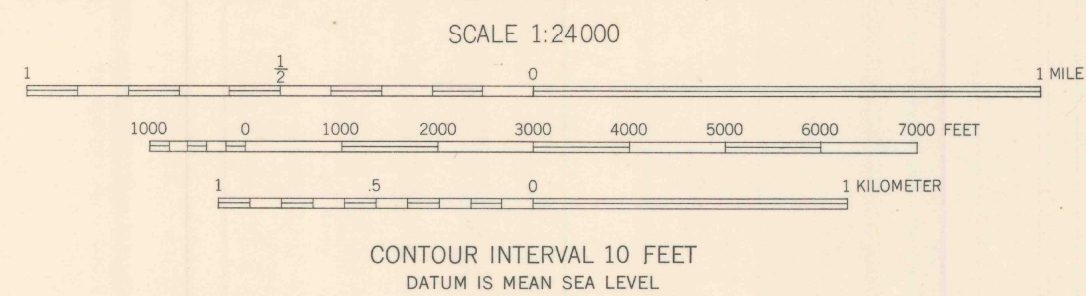 SCALE 1:24000
1 1/2 0 1 MILE
1000 0 1000 2000 3000 4000 5000 6000 7000 FEET
1 .5 0 1 KILOMETER
CONTOUR INTERVAL 10 FEET
DATUM IS MEAN SEA LEVEL